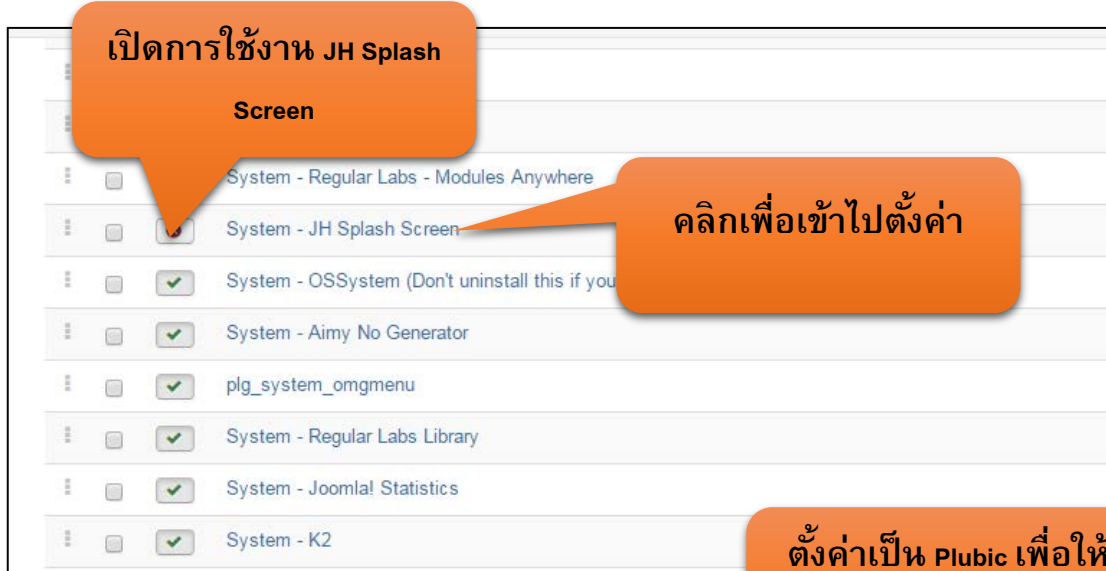 เปิดการใช้งาน JH Splash
Screen
System - Regular Labs - Modules Anywhere
System - JH Splash Screen
คลิกเพื่อเข้าไปตั้งค่า
System - OSSystem (Don't uninstall this if you
System - Aimy No Generator
plg_system_omgmenu
System - Regular Labs Library
System - Joomla! Statistics
System - K2
ตั้งค่าเป็น Plubic เพื่อให้